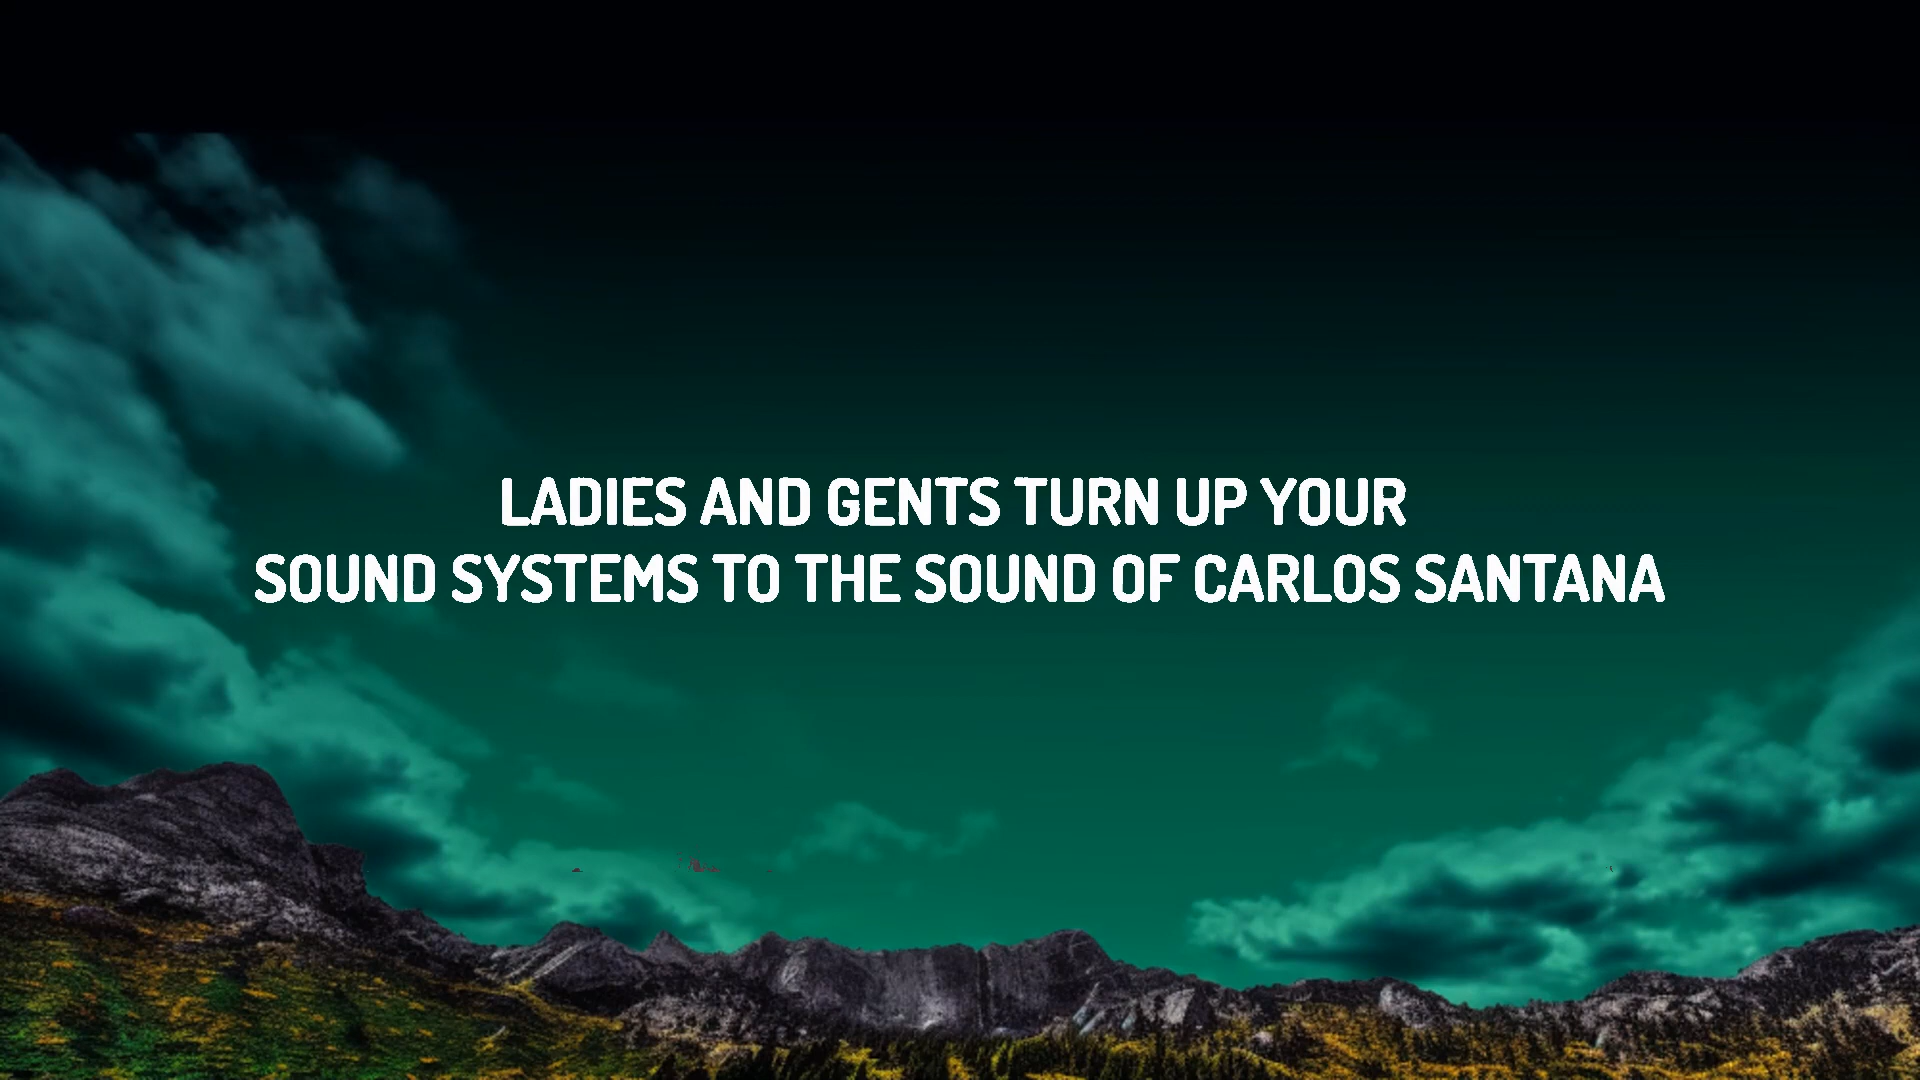 LADIES AND GENTS TURN UP YOUR
SOUND SYSTEMS TO THE SOUND OF CARLOS SANTANA